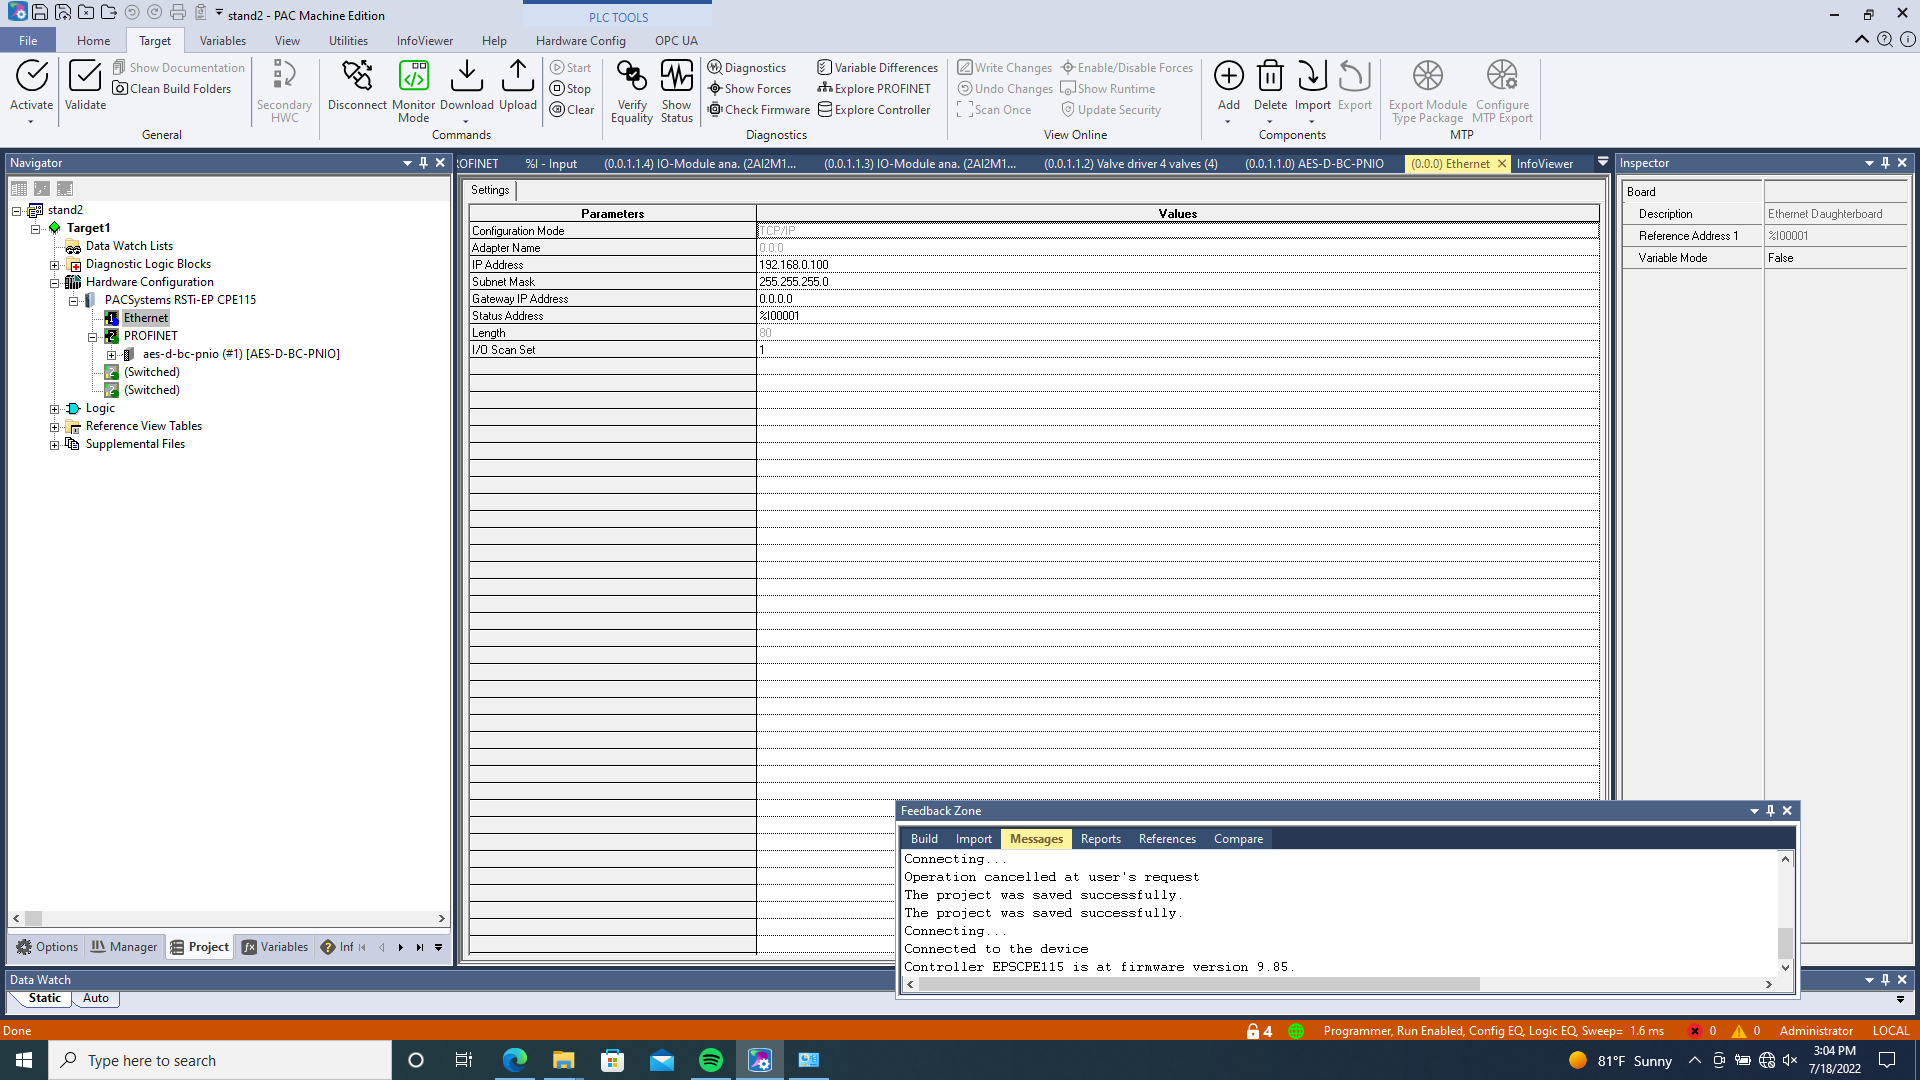 stand2 - PAC Machine Edition
PLC TOOLS
File
Home
Target
Variables
View
Utilities
InfoViewer
Help
Hardware Config
OPC UA
Activate
Validate
Show Documentation
Clean Build Folders
General
Secondary
HWC
Disconnect
Monitor
Mode
Download
Upload
Start
Stop
Clear
Commands
Verify
Equality
Show
Status
Diagnostics
Show Forces
Check Firmware
Variable Differences
Explore PROFINET
Explore Controller
Diagnostics
Write Changes
Undo Changes
Scan Once
Enable/Disable Forces
Show Runtime
Update Security
View Online
Add
Delete
Import
Export
Components
Export Module
Type Package
Configure
MTP Export
MTP
Navigator
stand2
Target1
Data Watch Lists
Diagnostic Logic Blocks
Hardware Configuration
PACSystems RSTi-EP CPE115
Ethernet
PROFINET
aes-d-bc-pnio (#1) [AES-D-BC-PNIO]
(Switched)
(Switched)
Logic
Reference View Tables
Supplemental Files
Options
Manager
Project
Variables
Inf
ROFINET
%I - Input
(0.0.1.1.4) IO-Module ana. (2AI2M1...
(0.0.1.1.3) IO-Module ana. (2AI2M1...
(0.0.1.1.2) Valve driver 4 valves (4)
(0.0.1.1.0) AES-D-BC-PNIO
(0.0.0) Ethernet
InfoViewer
Settings
Parameters Values
Configuration Mode TCP/IP
Adapter Name 0.0.0
IP Address 192.168.0.100
Subnet Mask 255.255.255.0
Gateway IP Address 0.0.0.0
Status Address %I00001
Length 80
I/O Scan Set 1
Inspector
Board
Description Ethernet Daughterboard
Reference Address 1 %I00001
Variable Mode False
Feedback Zone
Build
Import
Messages
Reports
References
Compare
Connecting...
Operation cancelled at user's request
The project was saved successfully.
The project was saved successfully.
Connecting...
Connected to the device
Controller EPSCPE115 is at firmware version 9.85.
Data Watch
Static
Auto
Done
4
Programmer, Run Enabled, Config EQ, Logic EQ, Sweep= 1.6 ms
0
0
Administrator
LOCAL
Type here to search
81°F Sunny
3:04 PM
7/18/2022